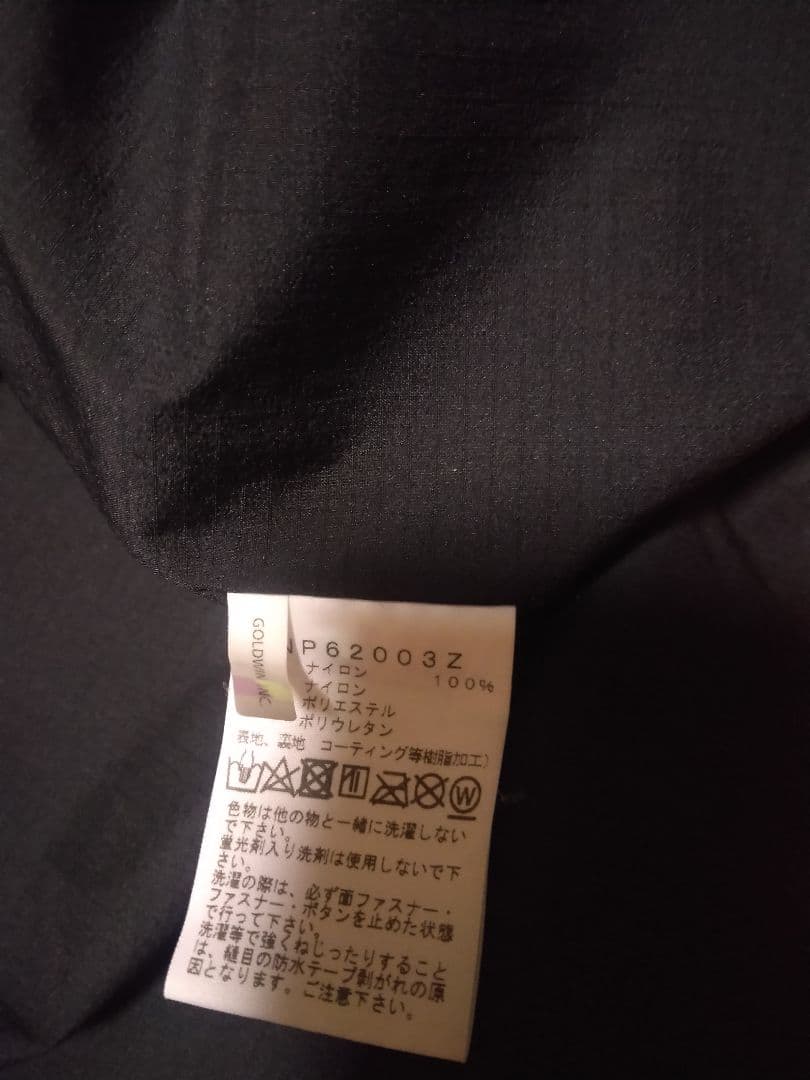 GOLDWIN INC.
NP62003Z
ナイロン 100%
ナイロン
ポリエステル
ポリウレタン
表地、裏地 コーティング等樹脂加工)
W
色物は他の物と一緒に洗濯しない
で下さい。
蛍光剤入り洗剤は使用しないで下
さい。
洗濯の際は、必ず面ファスナー・
ファスナー・ボタンを止めた状態
で行って下さい。
洗濯等で強くねじったりすること
は、縫目の防水テープ剥がれの原
因となります。ご注意下さい。